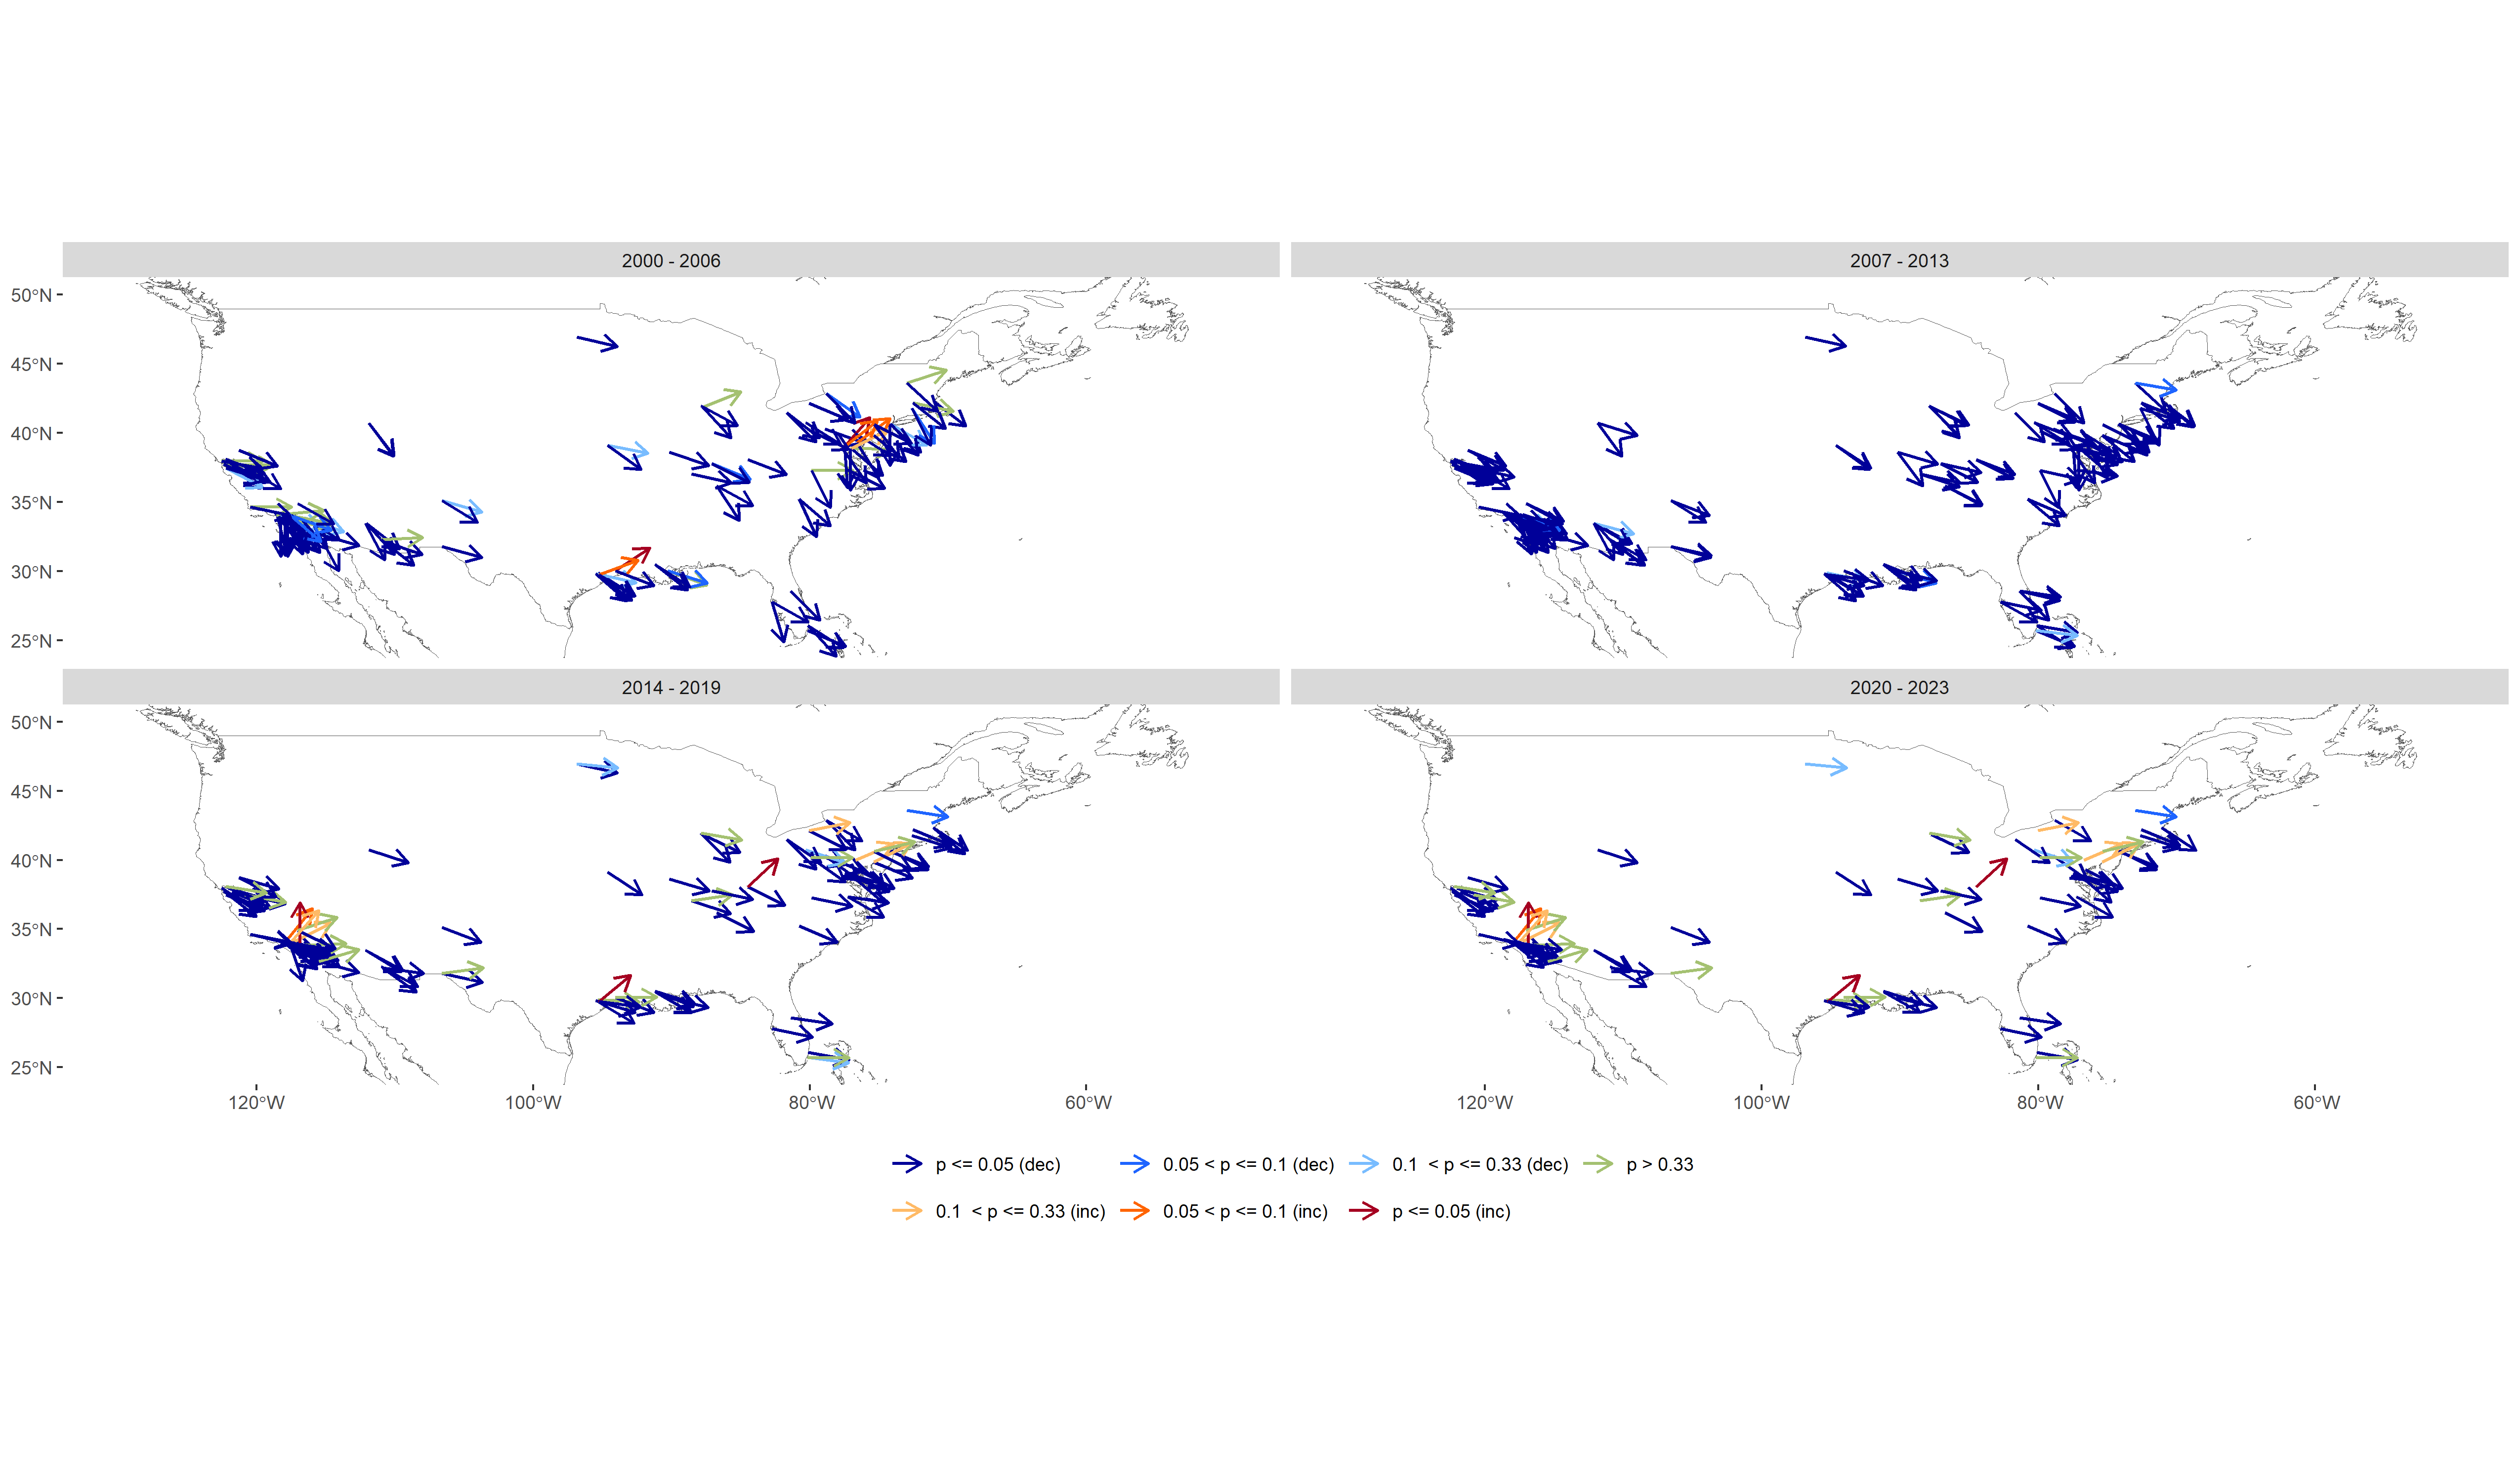 2000 - 2006
2007 - 2013
50°N
45°N
40°N
35°N
30°N
25°N
2014 - 2019
2020 - 2023
50°N
45°N
40°N
35°N
30°N
25°N
120°W
100°W
80°W
60°W
120°W
100°W
80°W
60°W
p <= 0.05 (dec)
0.05 < p <= 0.1 (dec)
0.1 < p <= 0.33 (dec)
p > 0.33
0.1 < p <= 0.33 (inc)
0.05 < p <= 0.1 (inc)
p <= 0.05 (inc)